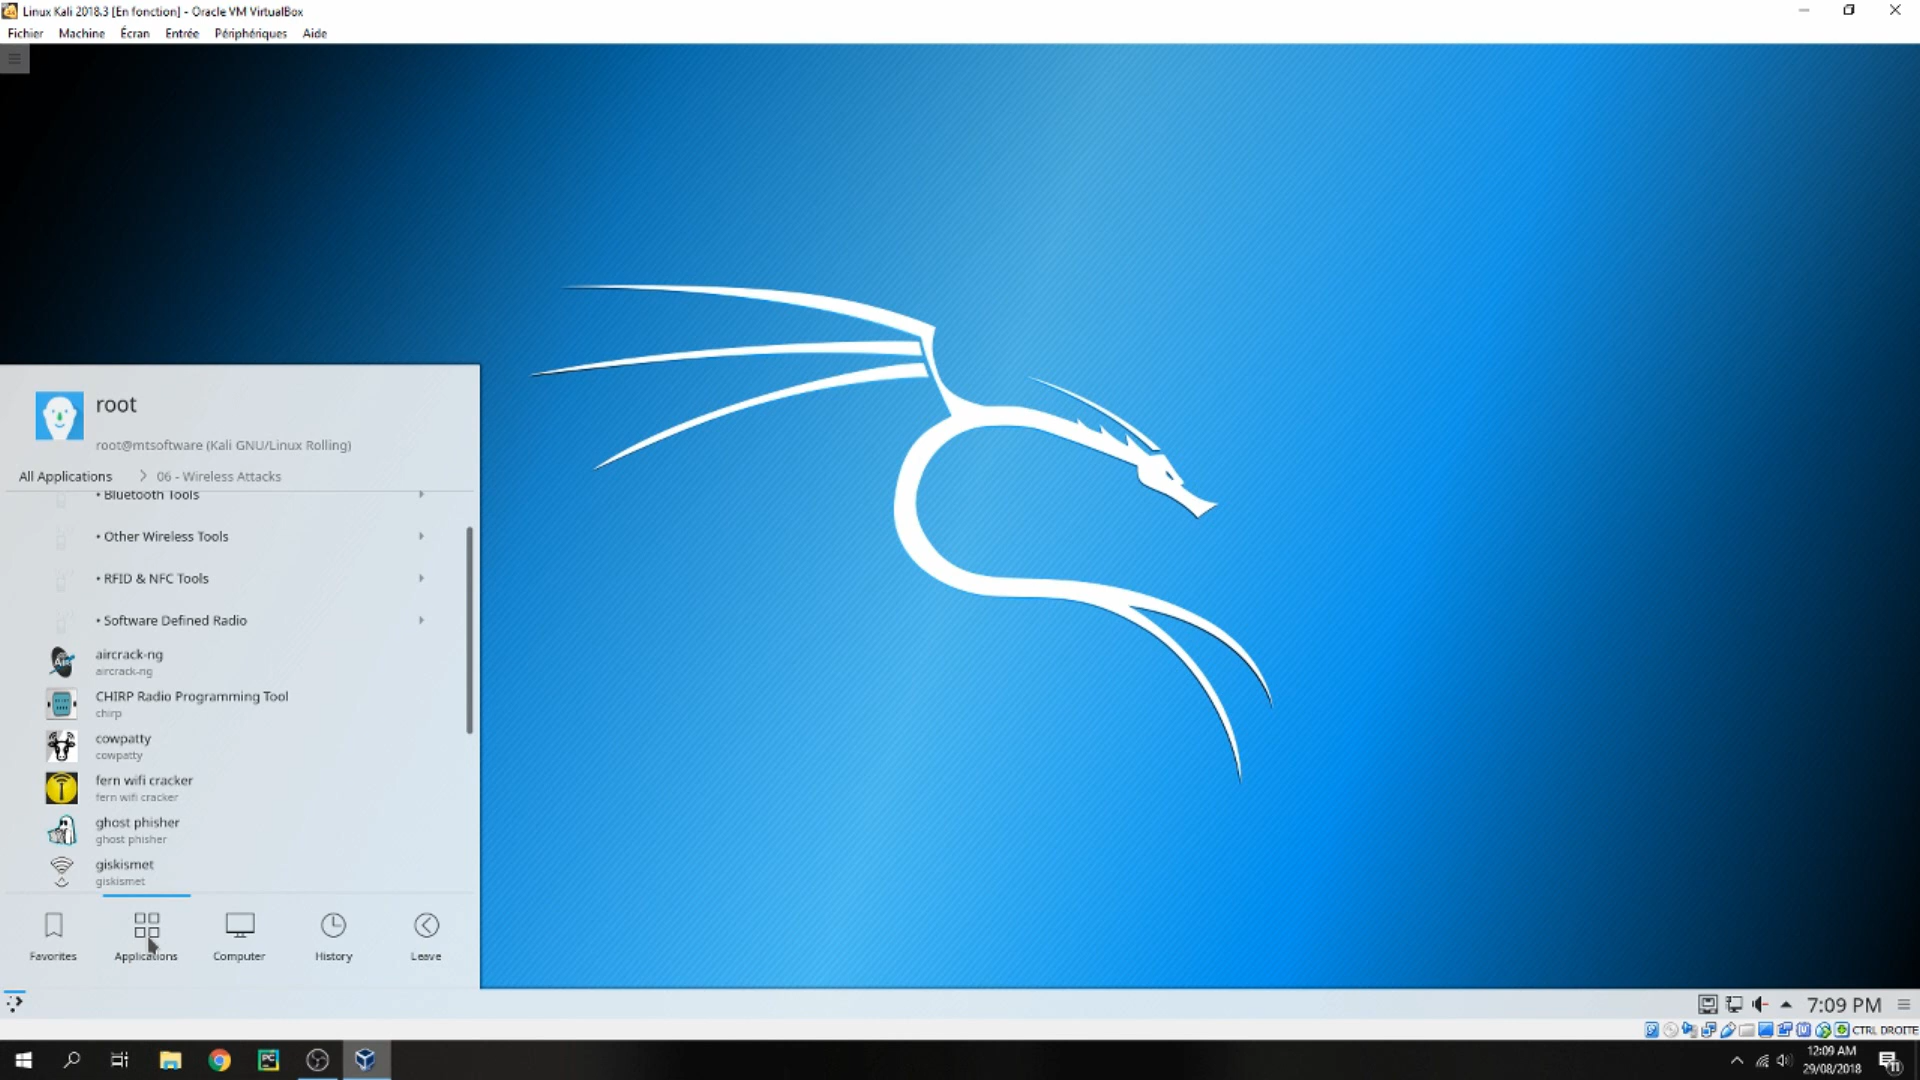 Linux Kali 2018.3 [En fonction] - Oracle VM VirtualBox
Fichier Machine Écran Entrée Périphériques Aide
root
root@mtsoftware (Kali GNU/Linux Rolling)
All Applications > 06 - Wireless Attacks
• Bluetooth Tools
• Other Wireless Tools
• RFID & NFC Tools
• Software Defined Radio
aircrack-ng
aircrack-ng
CHIRP Radio Programming Tool
chirp
cowpatty
cowpatty
fern wifi cracker
fern wifi cracker
ghost phisher
ghost phisher
giskismet
giskismet
Favorites Applications Computer History Leave
7:09 PM
CTRL DROITE
PC
12:09 AM
29/08/2018
11